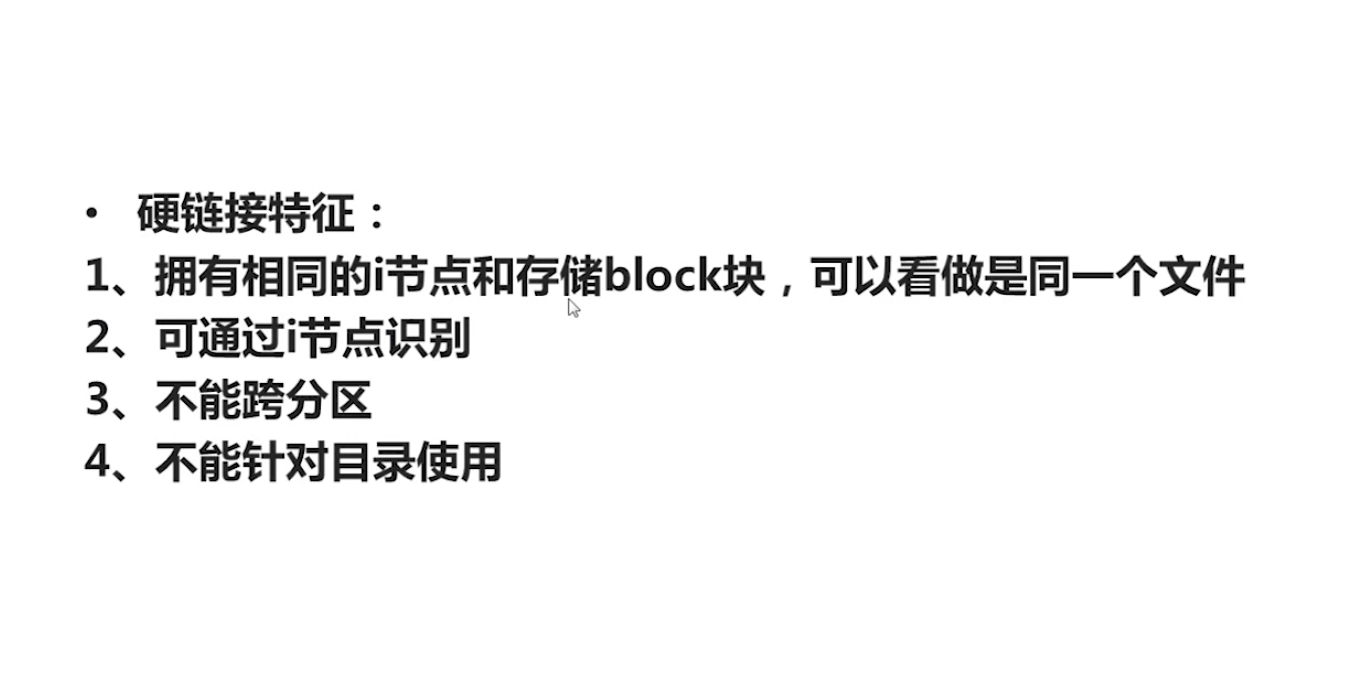 • 硬链接特征：
1、拥有相同的i节点和存储block块，可以看做是同一个文件
2、可通过i节点识别
3、不能跨分区
4、不能针对目录使用